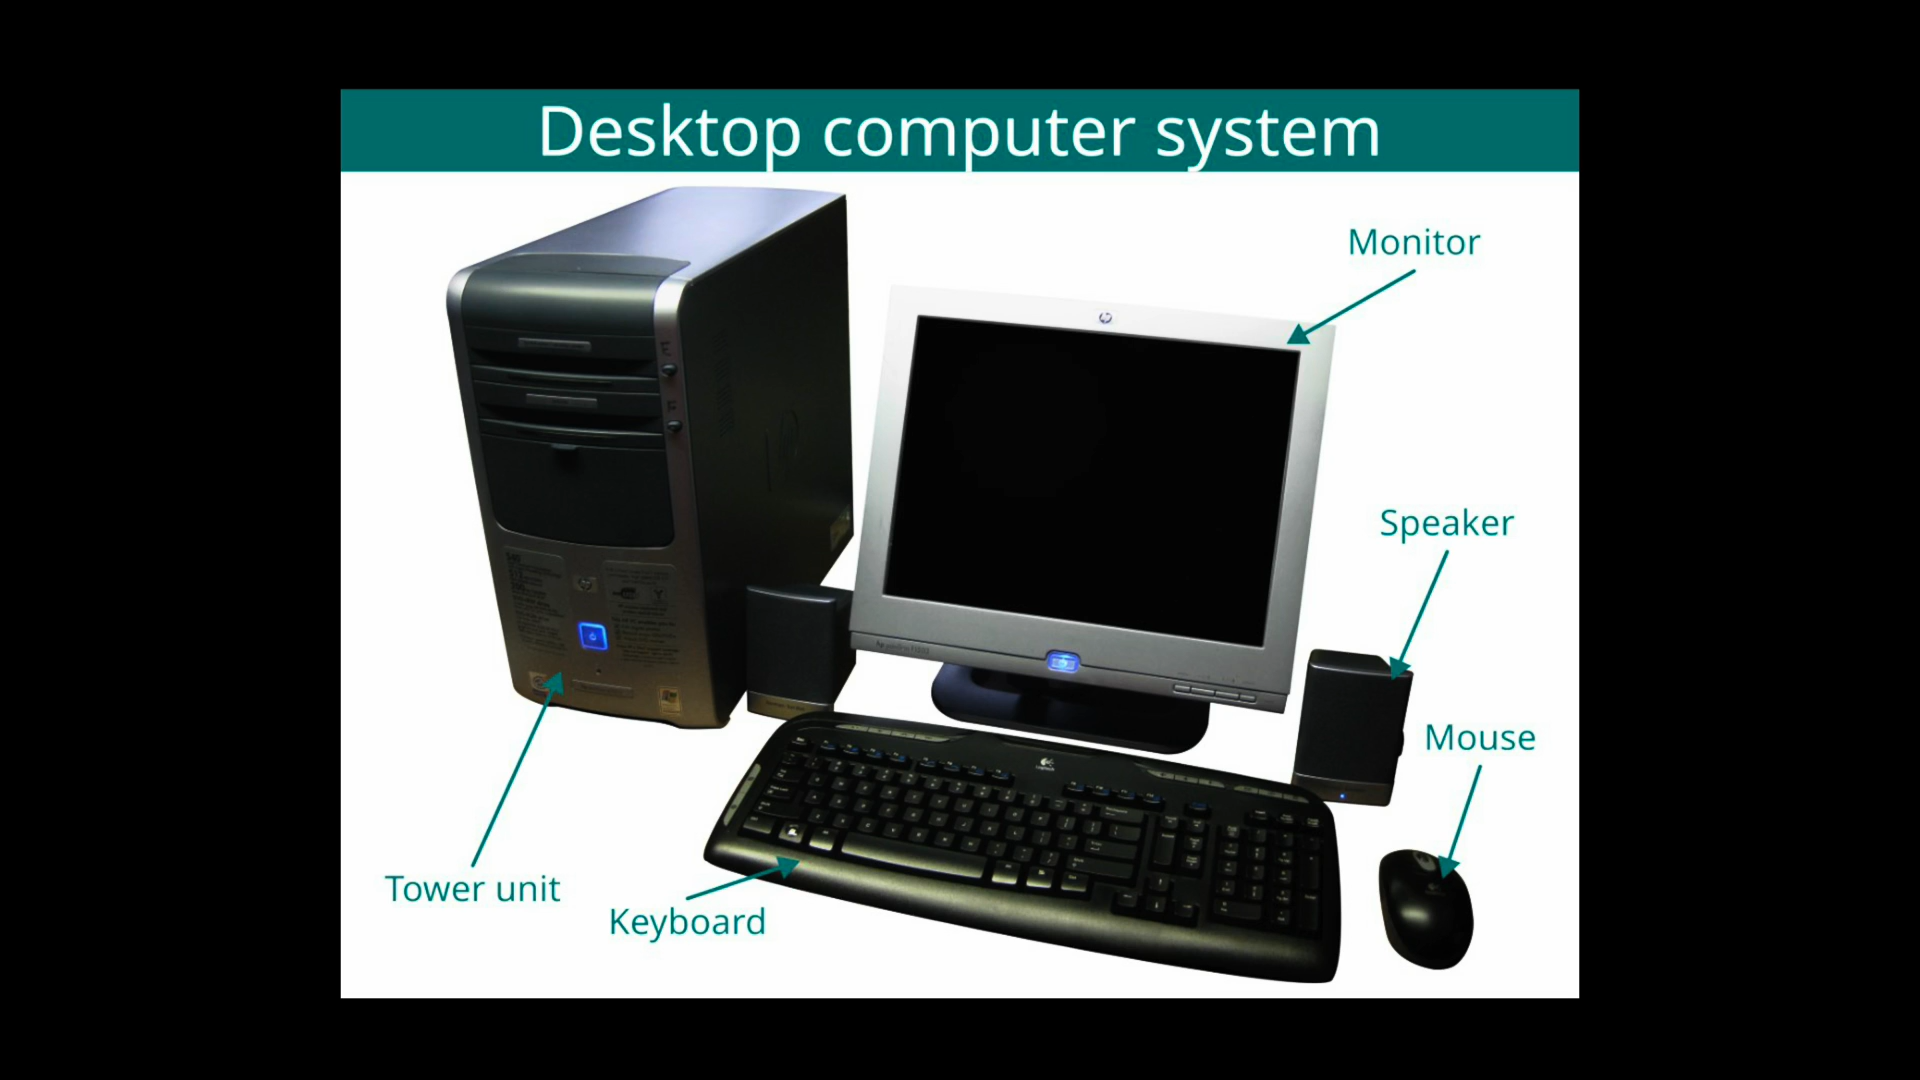 Desktop computer system
Monitor
Speaker
Mouse
Tower unit
Keyboard